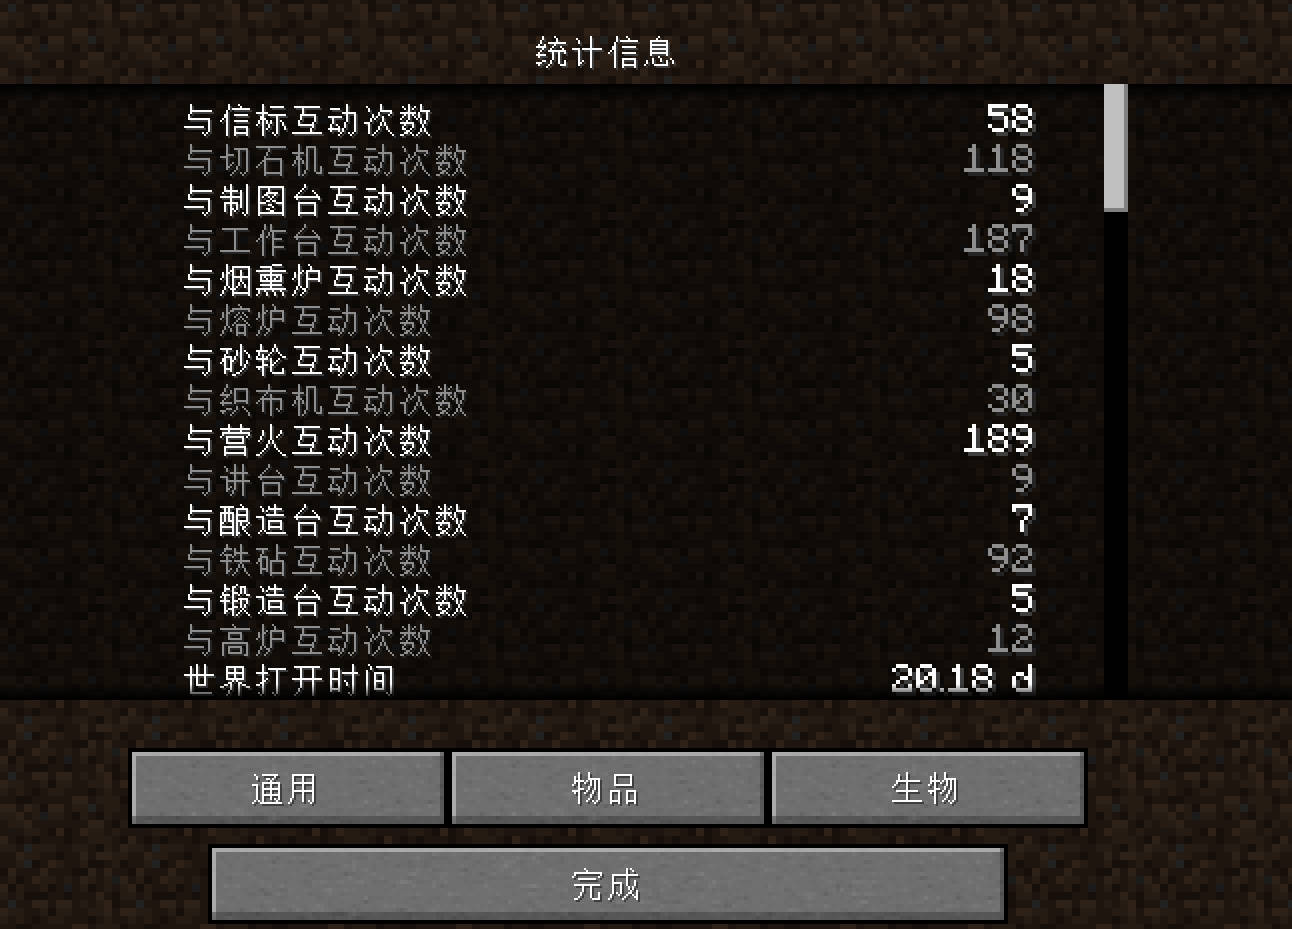 统计信息
与信标互动次数 58
与切石机互动次数 118
与制图台互动次数 9
与工作台互动次数 187
与烟熏炉互动次数 18
与熔炉互动次数 98
与砂轮互动次数 5
与织布机互动次数 30
与营火互动次数 189
与讲台互动次数 9
与酿造台互动次数 7
与铁砧互动次数 92
与锻造台互动次数 5
与高炉互动次数 12
世界打开时间 20.18 d
通用 物品 生物
完成